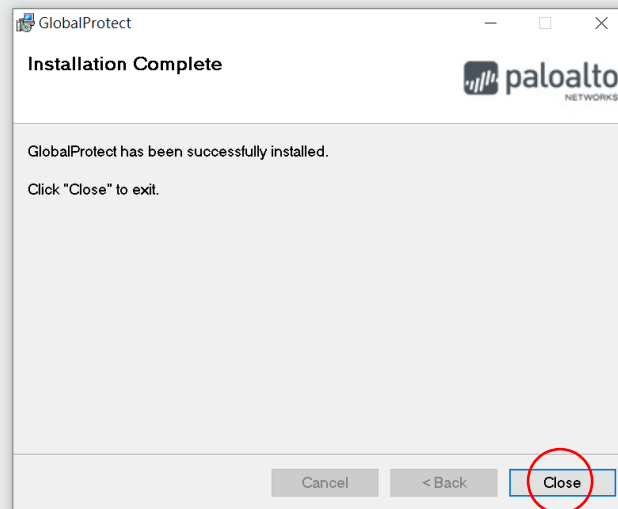 GlobalProtect
Installation Complete
paloalto
NETWORKS
GlobalProtect has been successfully installed.
Click "Close" to exit.
Cancel
< Back
Close